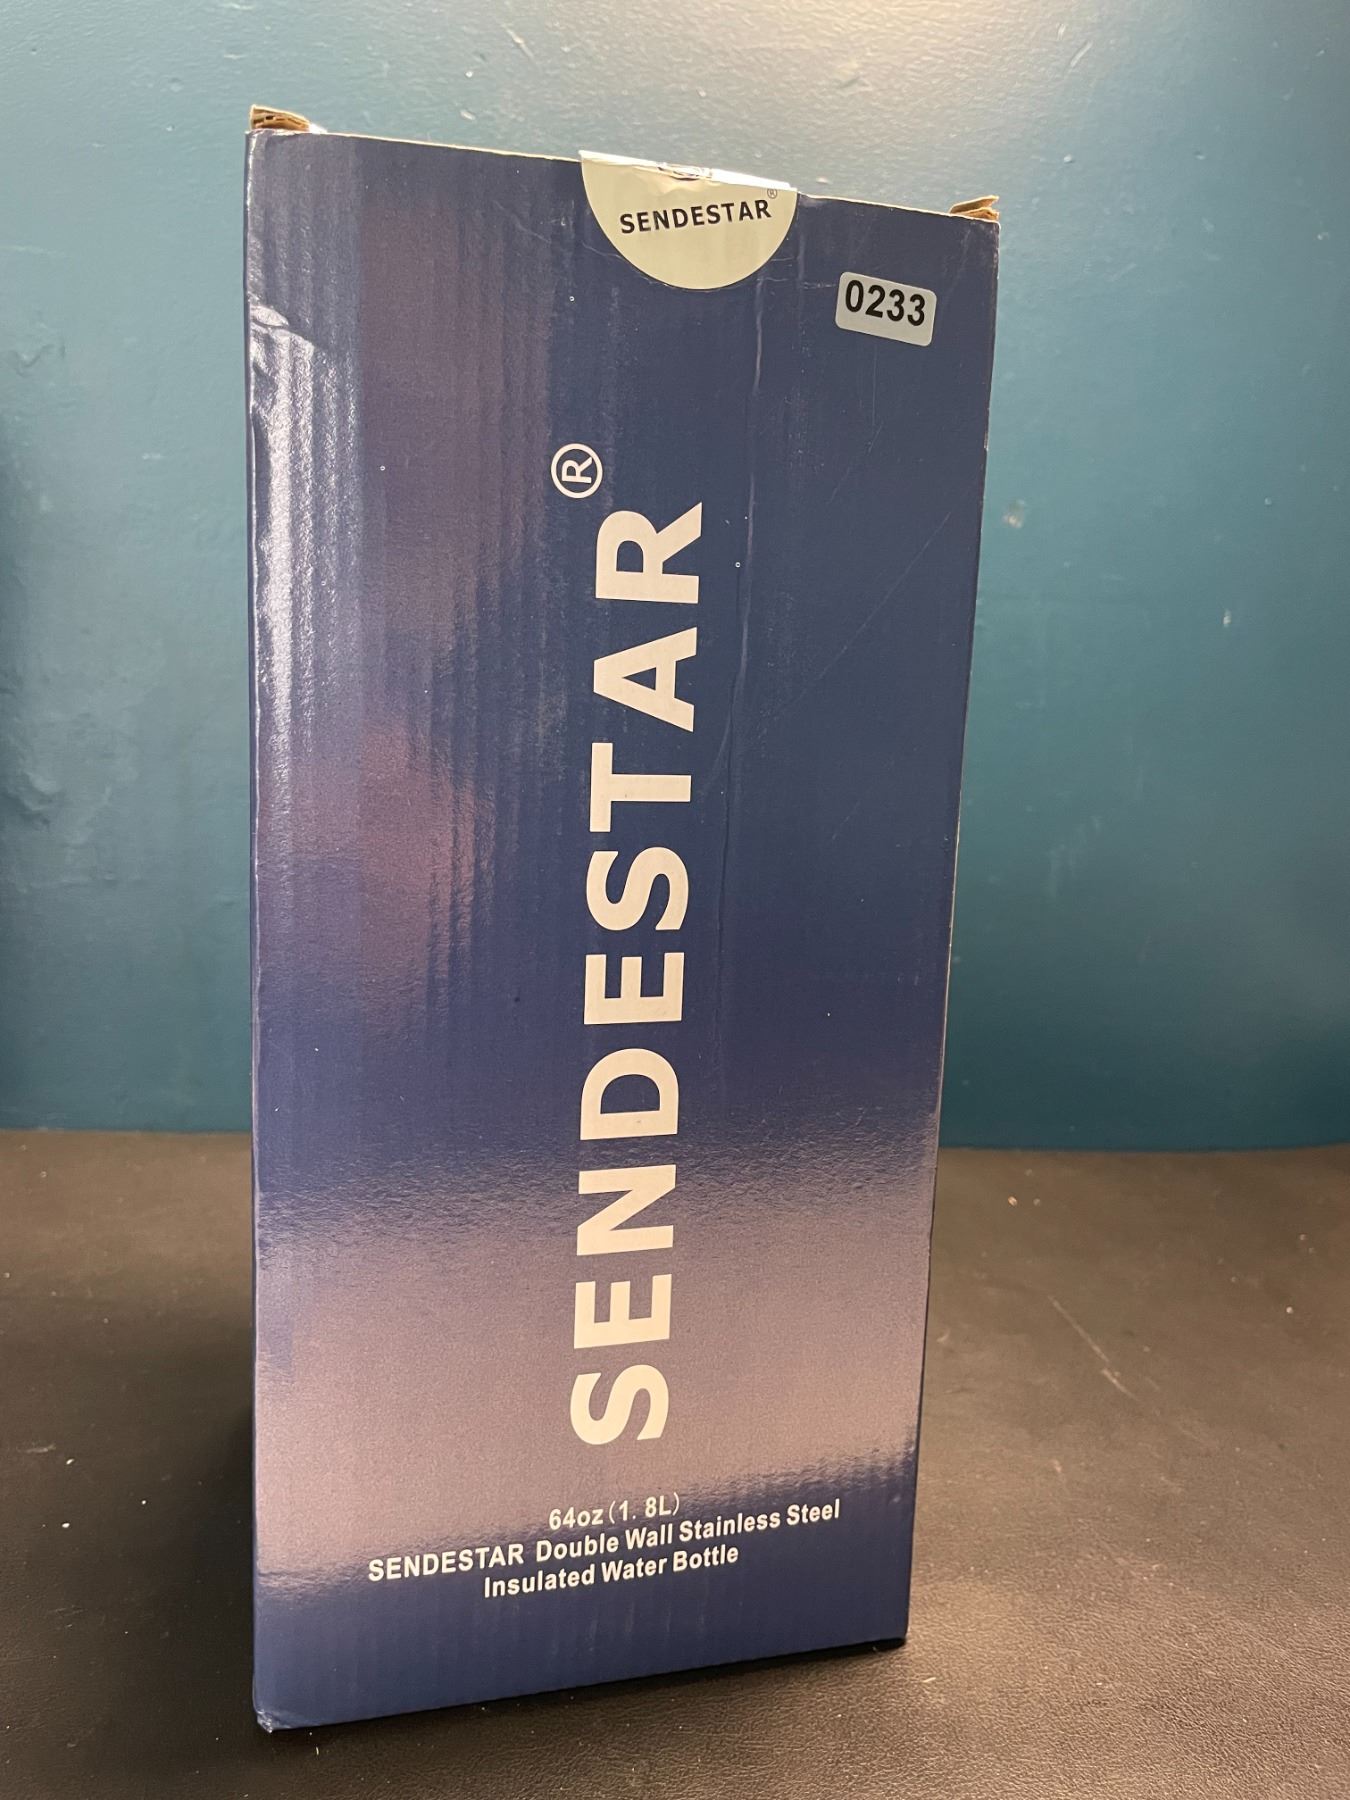 SENDESTAR®
0233
SENDESTAR®
64oz(1. 8L)
SENDESTAR Double Wall Stainless Steel
Insulated Water Bottle